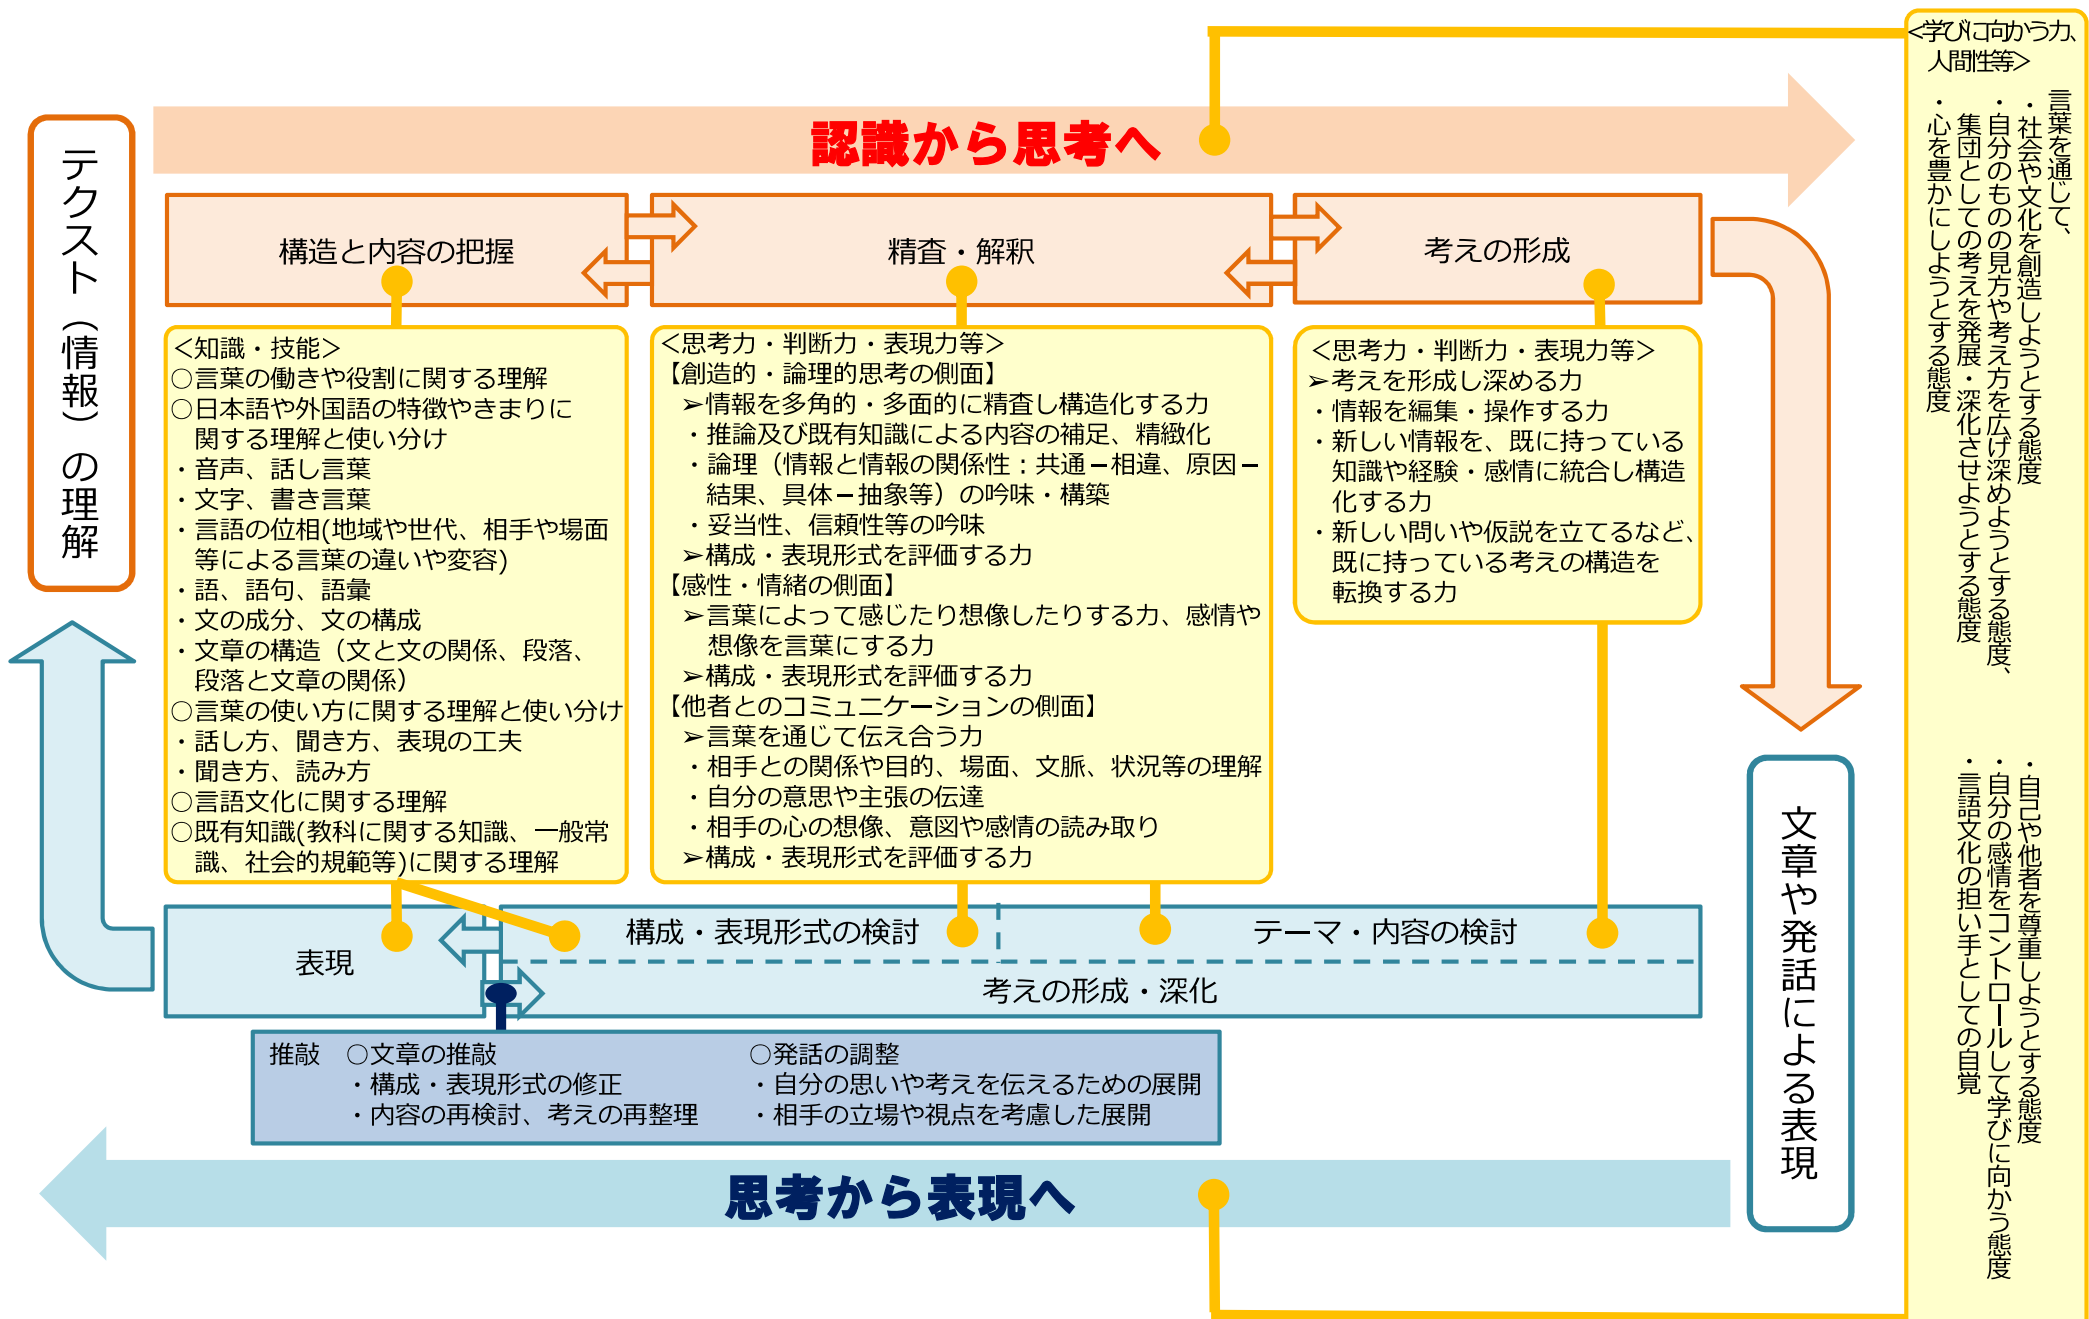 認識から思考へ
テクスト（情報）の理解
構造と内容の把握
精査・解釈
考えの形成
＜知識・技能＞
○言葉の働きや役割に関する理解
○日本語や外国語の特徴やきまりに
関する理解と使い分け
・音声、話し言葉
・文字、書き言葉
・言語の位相(地域や世代、相手や場面
等による言葉の違いや変容)
・語、語句、語彙
・文の成分、文の構成
・文章の構造（文と文の関係、段落、
段落と文章の関係）
○言葉の使い方に関する理解と使い分け
・話し方、聞き方、表現の工夫
・聞き方、読み方
○言語文化に関する理解
○既有知識(教科に関する知識、一般常
識、社会的規範等)に関する理解
＜思考力・判断力・表現力等＞
【創造的・論理的思考の側面】
➢情報を多角的・多面的に精査し構造化する力
・推論及び既有知識による内容の補足、精緻化
・論理（情報と情報の関係性：共通－相違、原因－
結果、具体－抽象等）の吟味・構築
・妥当性、信頼性等の吟味
➢構成・表現形式を評価する力
【感性・情緒の側面】
➢言葉によって感じたり想像したりする力、感情や
想像を言葉にする力
➢構成・表現形式を評価する力
【他者とのコミュニケーションの側面】
➢言葉を通じて伝え合う力
・相手との関係や目的、場面、文脈、状況等の理解
・自分の意思や主張の伝達
・相手の心の想像、意図や感情の読み取り
➢構成・表現形式を評価する力
＜思考力・判断力・表現力等＞
➢考えを形成し深める力
・情報を編集・操作する力
・新しい情報を、既に持っている
知識や経験・感情に統合し構造
化する力
・新しい問いや仮説を立てるなど、
既に持っている考えの構造を
転換する力
表現
構成・表現形式の検討
テーマ・内容の検討
考えの形成・深化
推敲　○文章の推敲
・構成・表現形式の修正
・内容の再検討、考えの再整理
○発話の調整
・自分の思いや考えを伝えるための展開
・相手の立場や視点を考慮した展開
思考から表現へ
文章や発話による表現
＜学びに向かう力、
人間性等＞
言葉を通じて、
・社会や文化を創造しようとする態度
・自分のものの見方や考え方を広げ深めようとする態度、
集団としての考えを発展・深化させようとする態度
・心を豊かにしようとする態度
・自己や他者を尊重しようとする態度
・自分の感情をコントロールして学びに向かう態度
・言語文化の担い手としての自覚